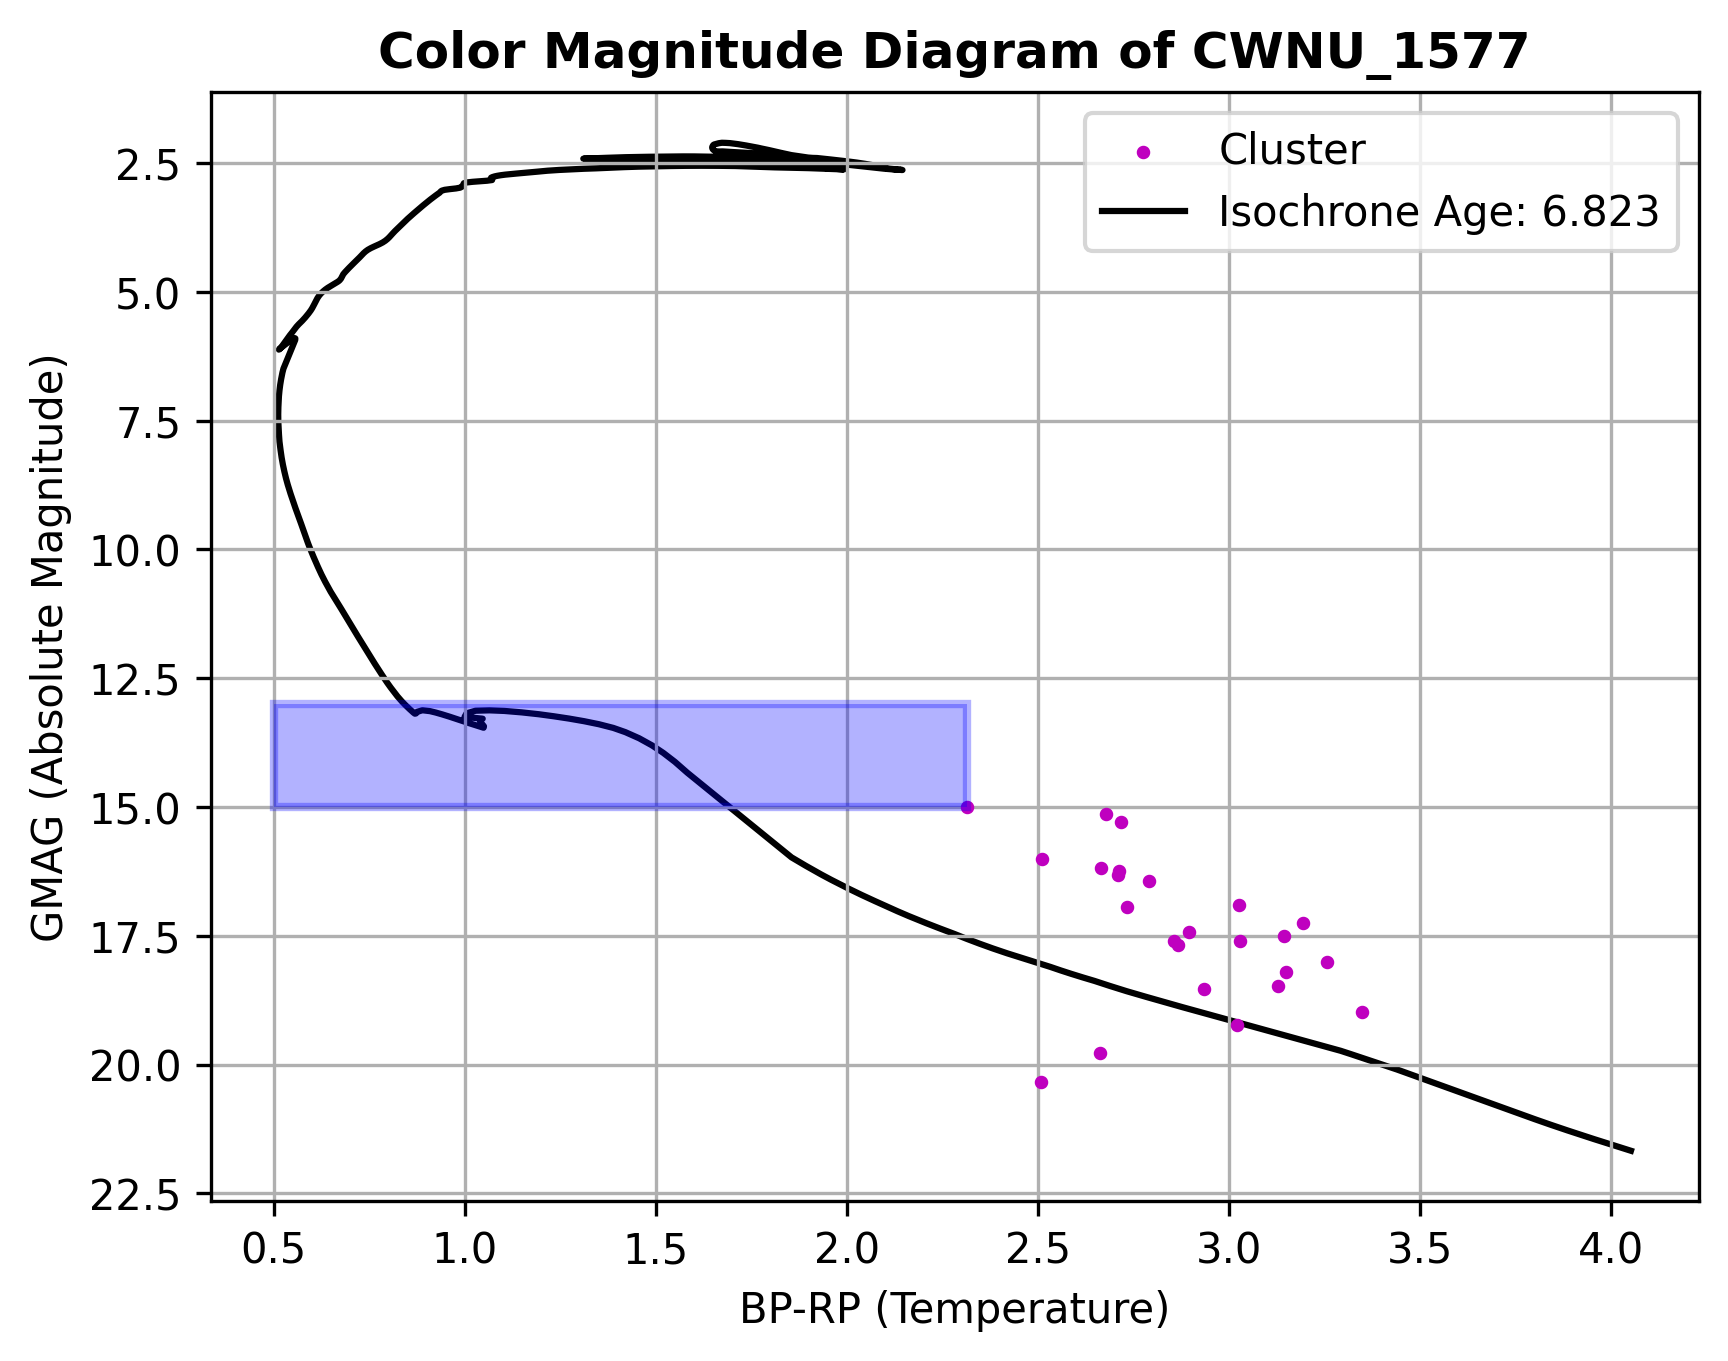 Color Magnitude Diagram of CWNU_1577
Cluster
Isochrone Age: 6.823
GMAG (Absolute Magnitude)
2.5
5.0
7.5
10.0
12.5
15.0
17.5
20.0
22.5
0.5 1.0 1.5 2.0 2.5 3.0 3.5 4.0
BP-RP (Temperature)